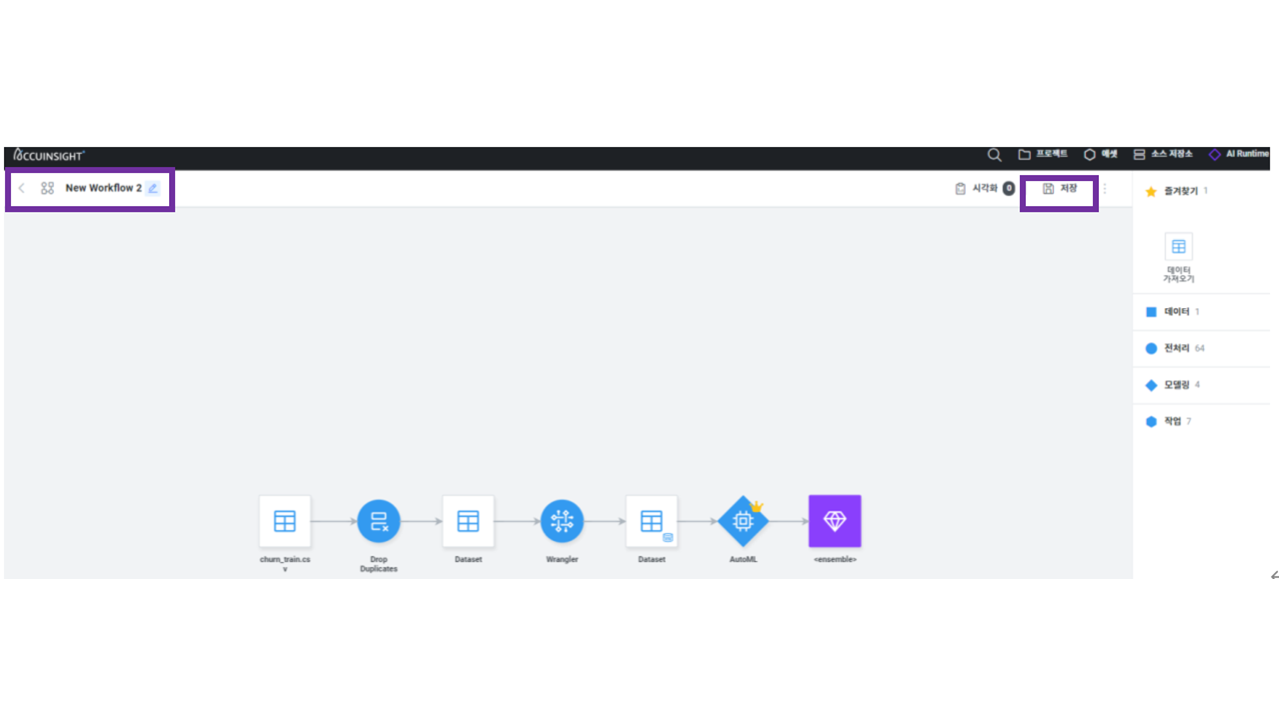 ACCUINSIGHT+
프로젝트
에셋
소스 저장소
AI Runtime
New Workflow 2
시각화 0
저장
즐겨찾기 1
데이터
가져오기
데이터 1
전처리 64
모델링 4
작업 7
churn_train.cs
v
Drop
Duplicates
Dataset
Wrangler
Dataset
AutoML
<ensemble>